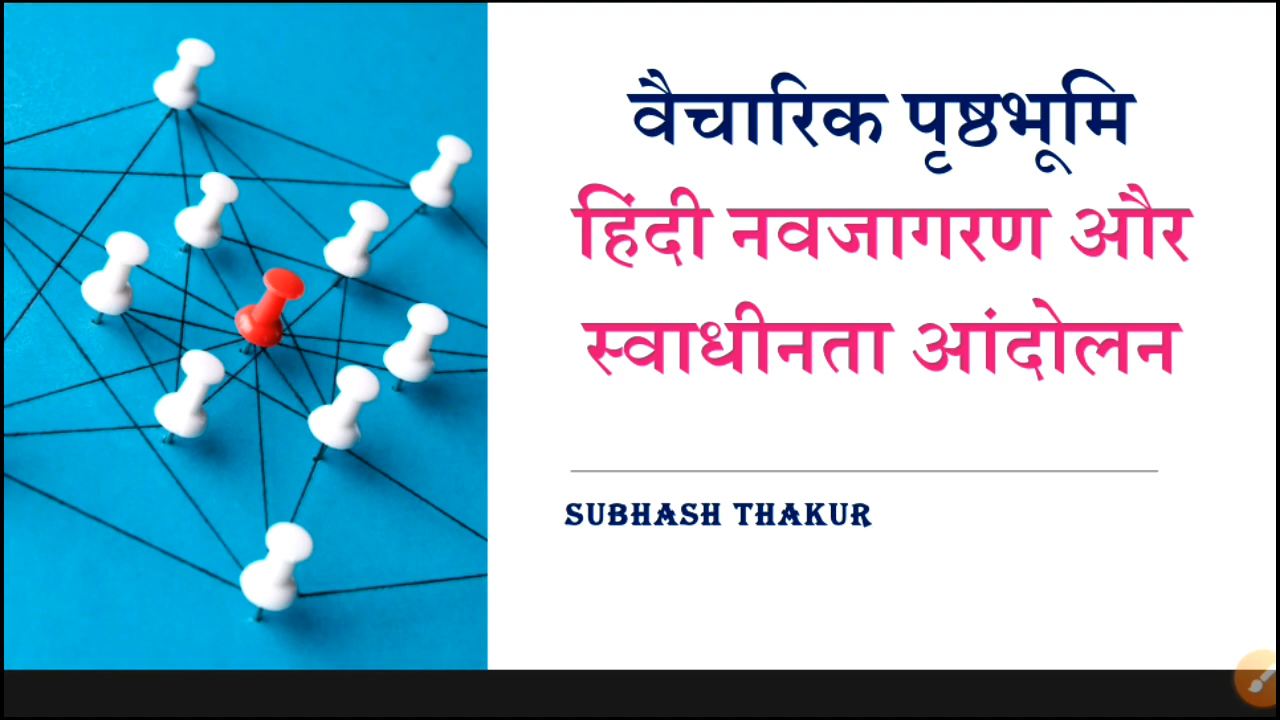 वैचारिक पृष्ठभूमि
हिंदी नवजागरण और
स्वाधीनता आंदोलन
SUBHASH THAKUR